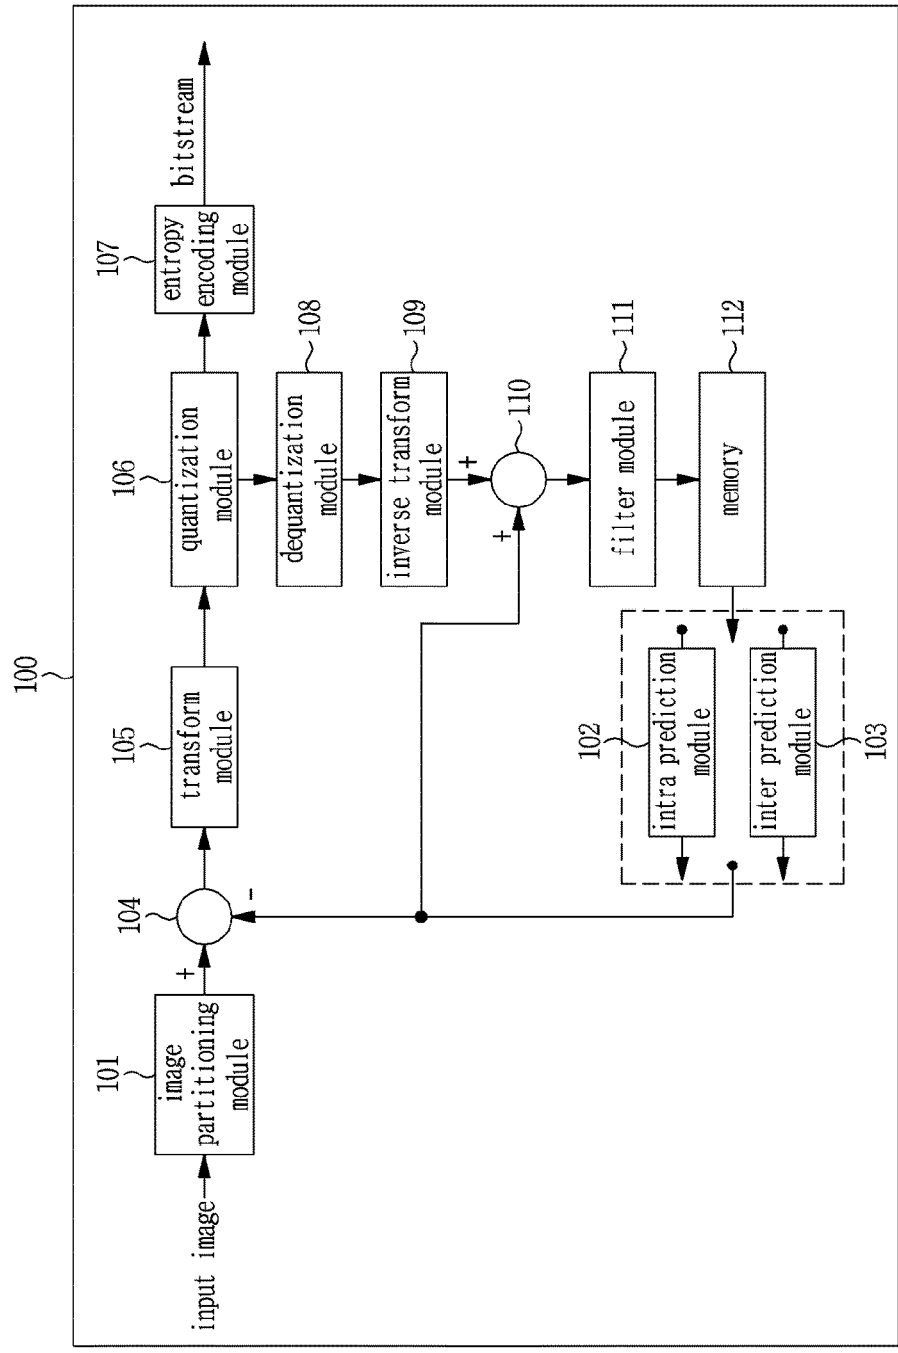 100
input image
101
image
partitioning
module
+
104
-
105
transform
module
106
quantization
module
107
entropy
encoding
module
bitstream
108
dequantization
module
109
inverse transform
module
+
+
110
111
filter module
112
memory
102
intra prediction
module
103
inter prediction
module